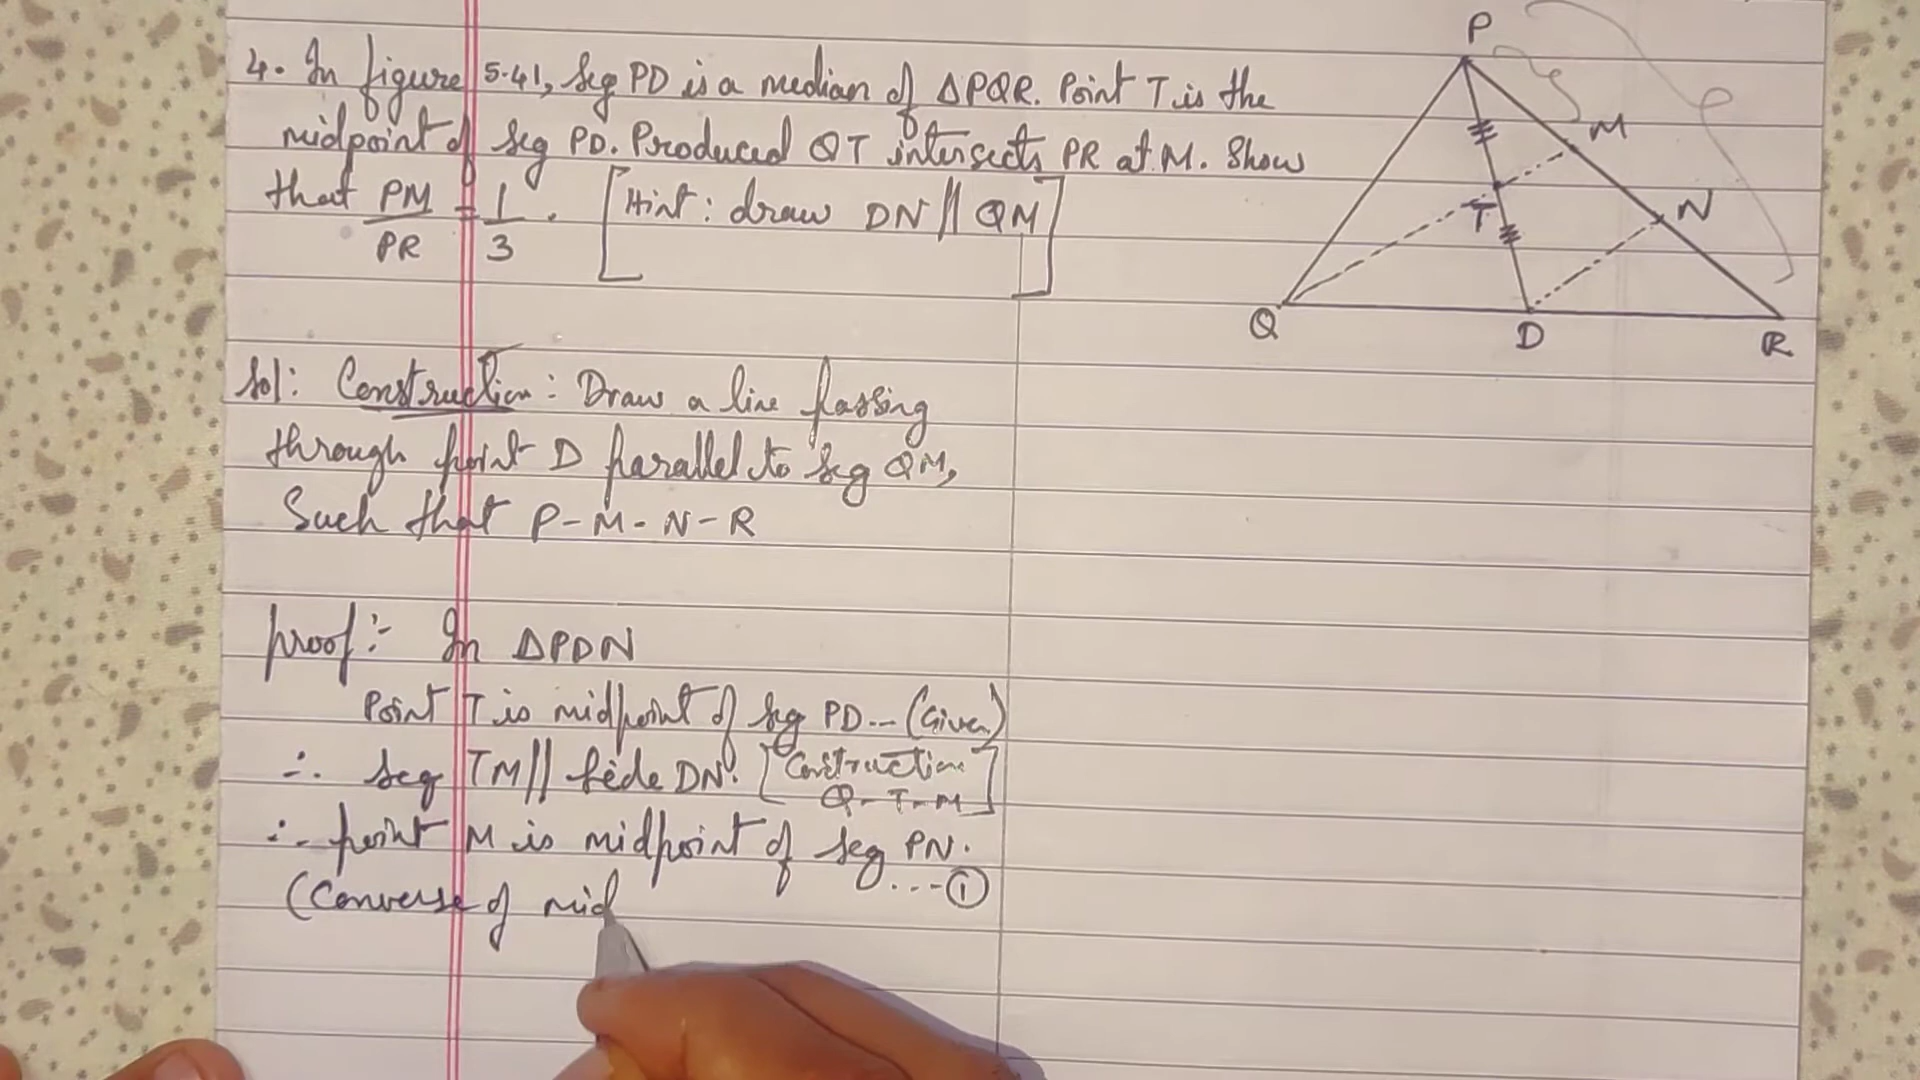 4. In figure 5.41, Seg PD is a median of ΔPQR. Point T is the
midpoint of seg PD. Produced QT intersects PR at M. Show
that PM/PR = 1/3. [Hint: draw DN || QM]
Sol: Construction: Draw a line passing
through point D parallel to seg QM,
Such that P-M-N-R
Proof:- In ΔPDN
Point T is midpoint of seg PD... (Given)
∴ seg TM || side DN. [Construction
Q-T-M]
∴ point M is midpoint of seg PN.
....①
(Converse of mid
P
M
N
T
Q
D
R